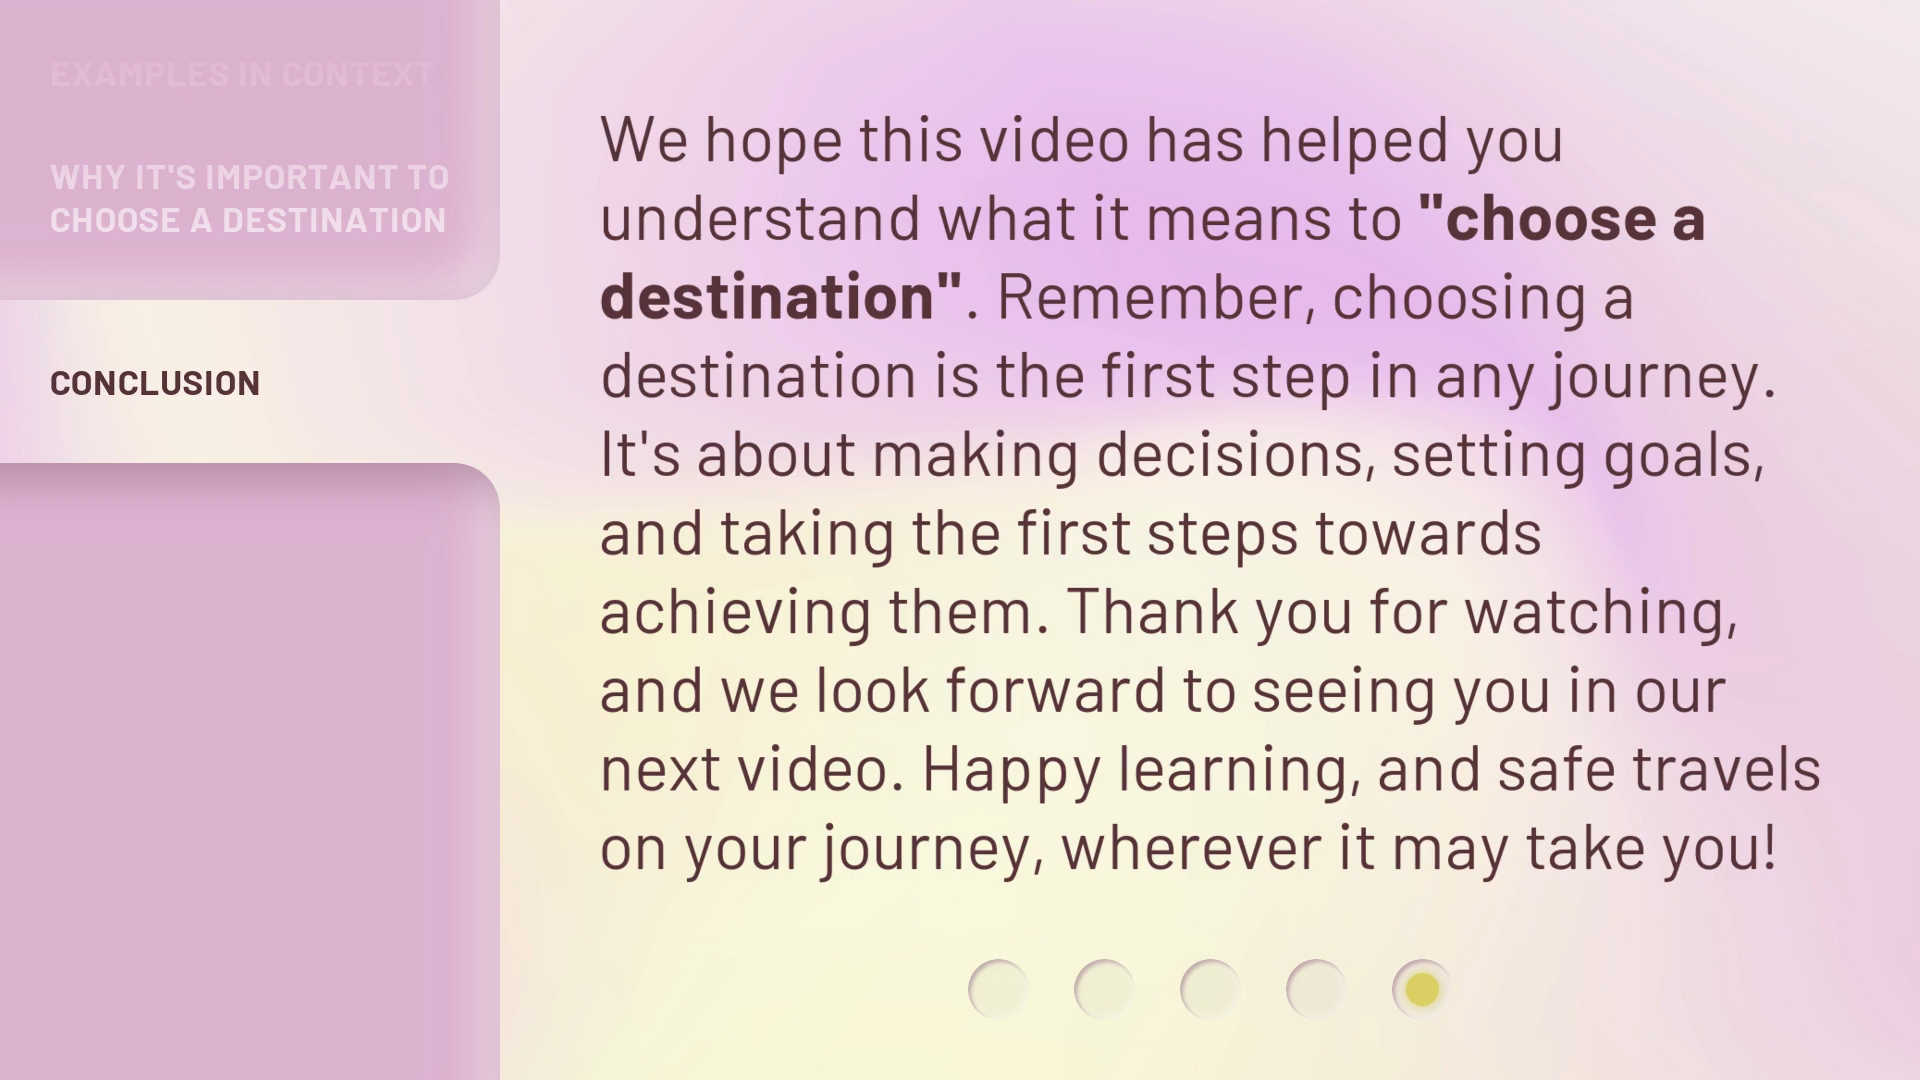 EXAMPLES IN CONTEXT
WHY IT'S IMPORTANT TO
CHOOSE A DESTINATION
CONCLUSION
We hope this video has helped you
understand what it means to "choose a
destination". Remember, choosing a
destination is the first step in any journey.
It's about making decisions, setting goals,
and taking the first steps towards
achieving them. Thank you for watching,
and we look forward to seeing you in our
next video. Happy learning, and safe travels
on your journey, wherever it may take you!